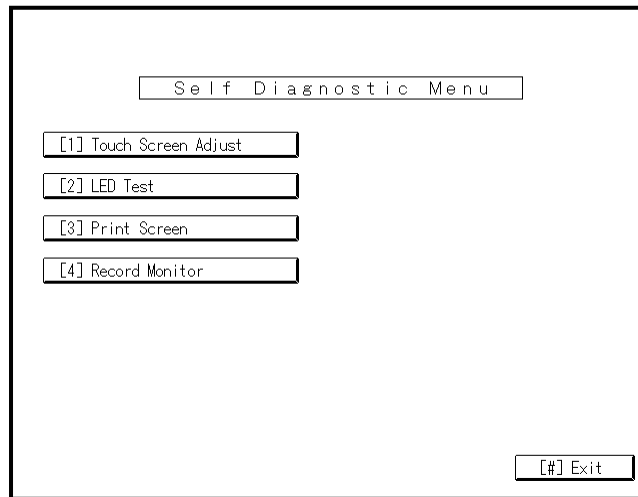 Self Diagnostic Menu
[1] Touch Screen Adjust
[2] LED Test
[3] Print Screen
[4] Record Monitor
[#] Exit